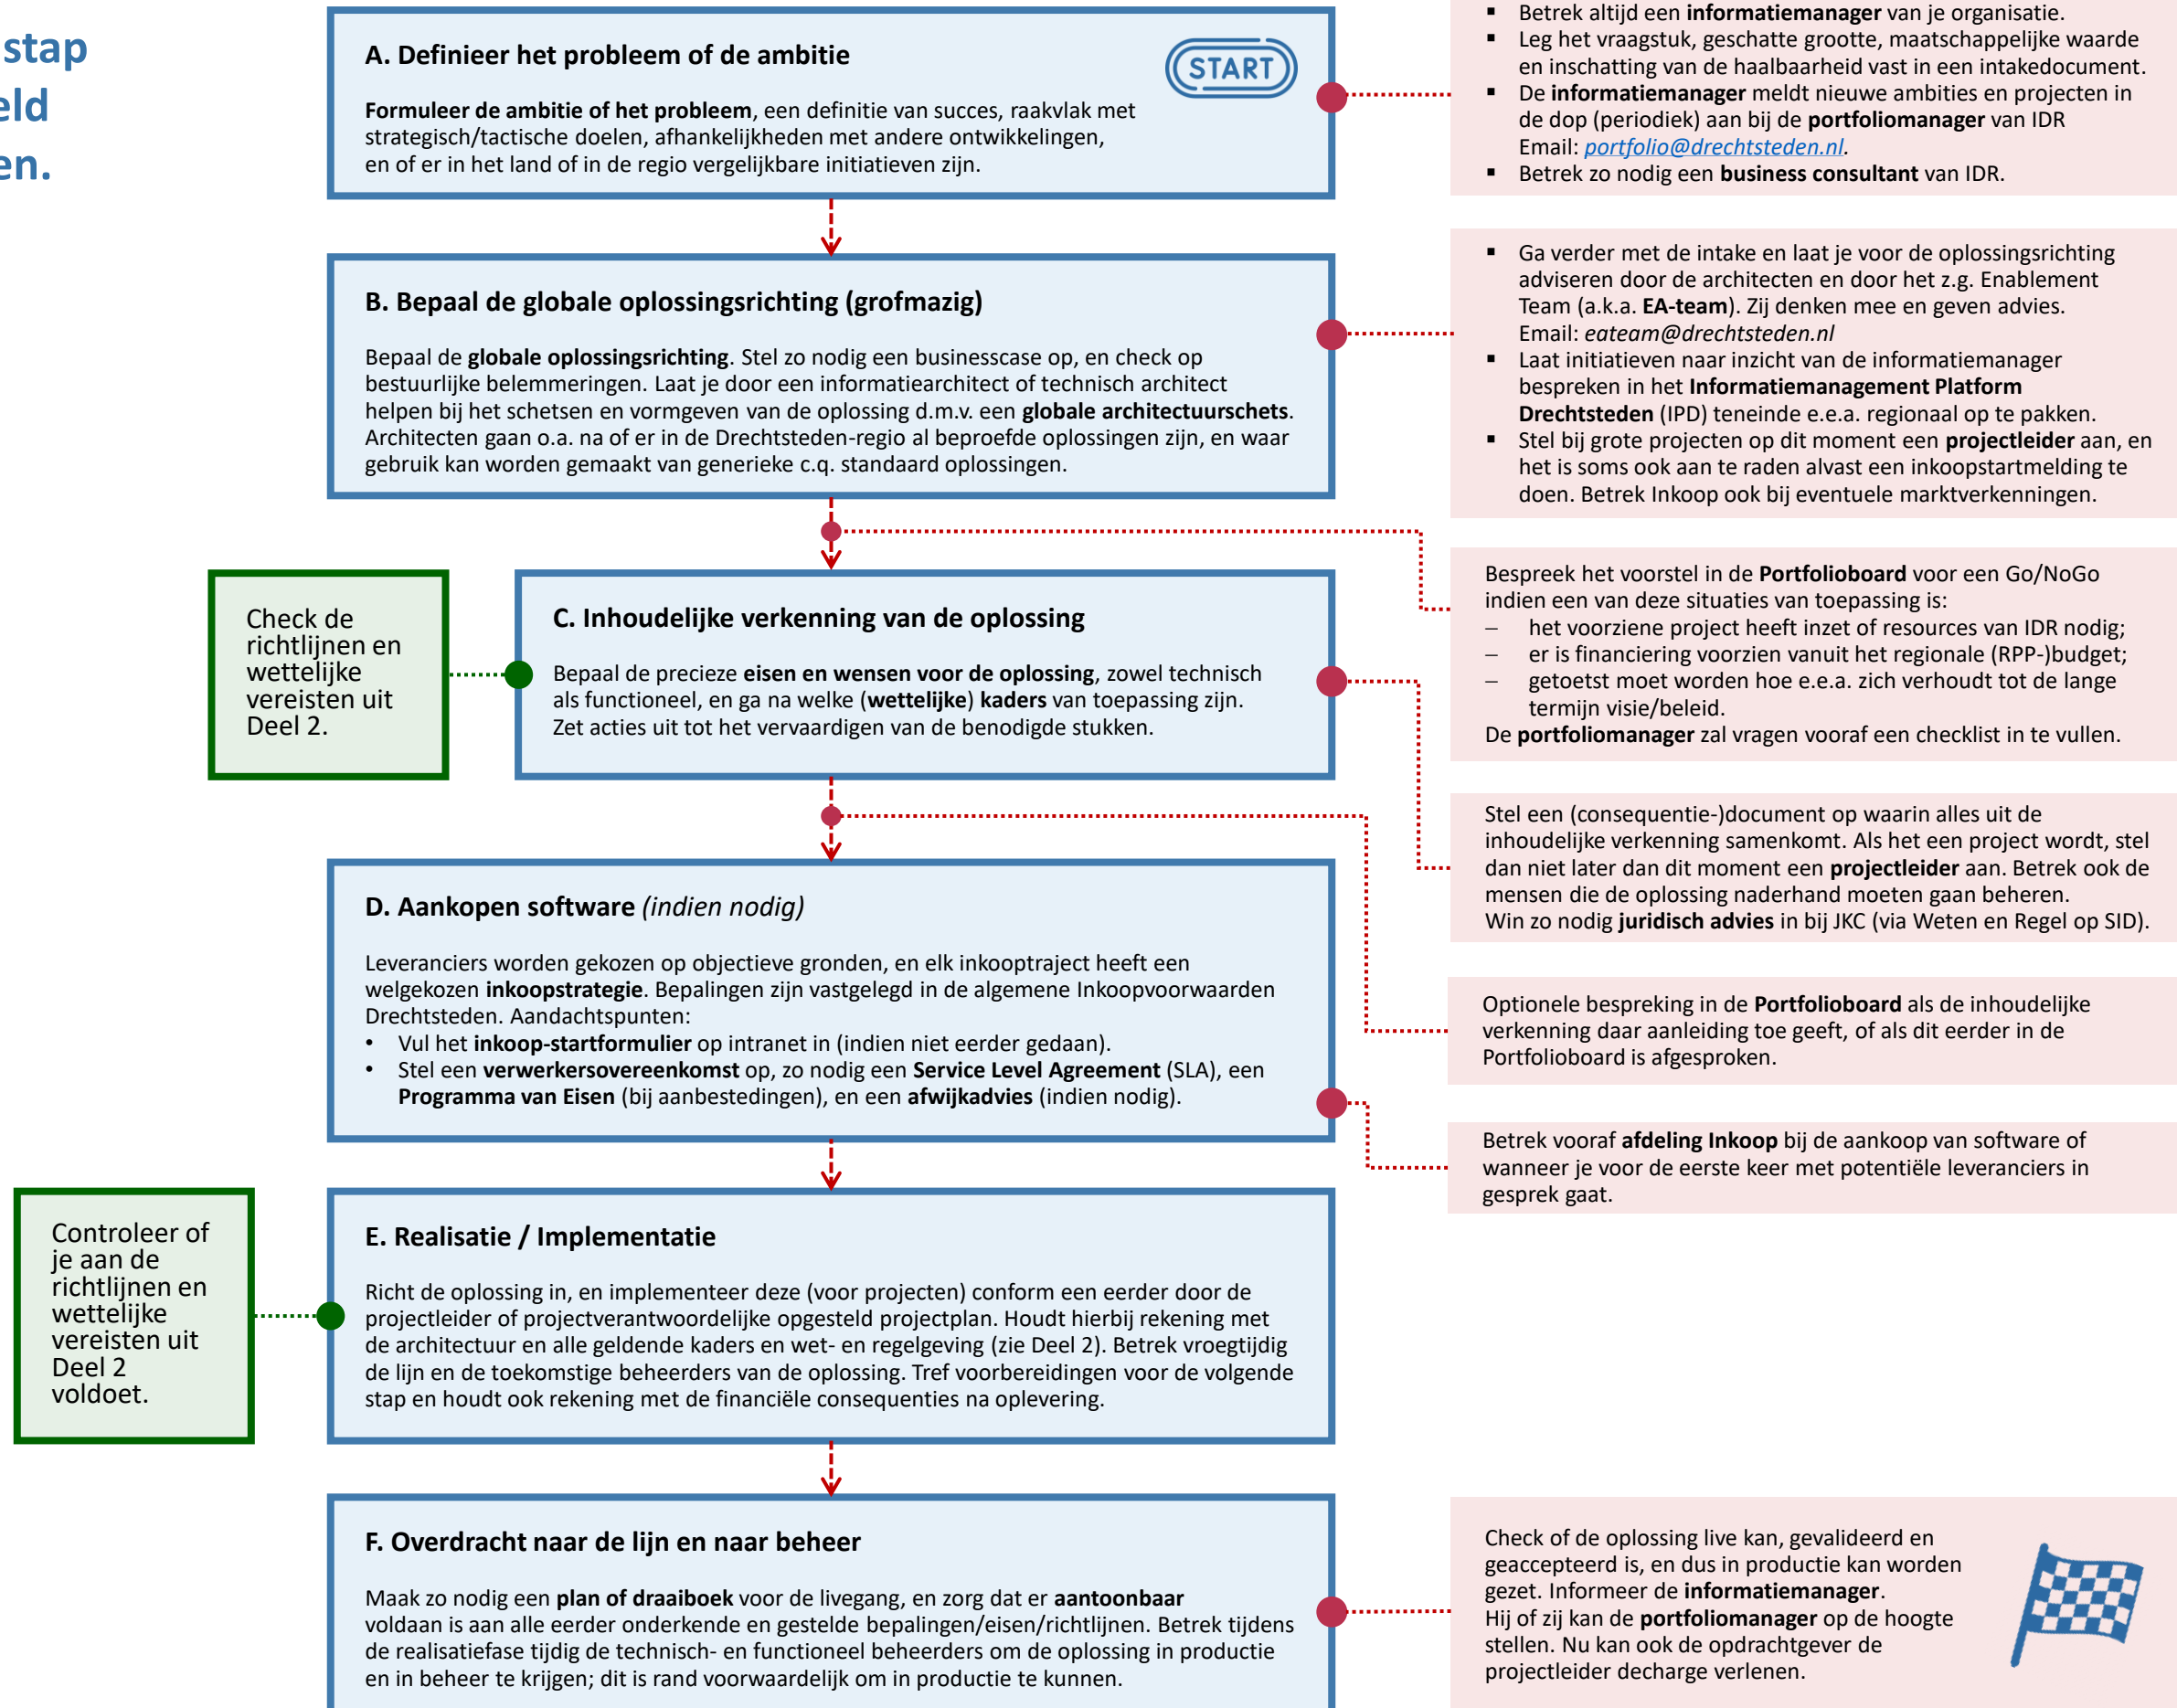 stap
eld
en.
A. Definieer het probleem of de ambitie
START
Formuleer de ambitie of het probleem, een definitie van succes, raakvlak met
strategisch/tactische doelen, afhankelijkheden met andere ontwikkelingen,
en of er in het land of in de regio vergelijkbare initiatieven zijn.
▪ Betrek altijd een informatiemanager van je organisatie.
▪ Leg het vraagstuk, geschatte grootte, maatschappelijke waarde
en inschatting van de haalbaarheid vast in een intakedocument.
▪ De informatiemanager meldt nieuwe ambities en projecten in
de dop (periodiek) aan bij de portfoliomanager van IDR
Email: portfolio@drechtsteden.nl.
▪ Betrek zo nodig een business consultant van IDR.
B. Bepaal de globale oplossingsrichting (grofmazig)
Bepaal de globale oplossingsrichting. Stel zo nodig een businesscase op, en check op
bestuurlijke belemmeringen. Laat je door een informatiearchitect of technisch architect
helpen bij het schetsen en vormgeven van de oplossing d.m.v. een globale architectuurschets.
Architecten gaan o.a. na of er in de Drechtsteden-regio al beproefde oplossingen zijn, en waar
gebruik kan worden gemaakt van generieke c.q. standaard oplossingen.
▪ Ga verder met de intake en laat je voor de oplossingsrichting
adviseren door de architecten en door het z.g. Enablement
Team (a.k.a. EA-team). Zij denken mee en geven advies.
Email: eateam@drechtsteden.nl
▪ Laat initiatieven naar inzicht van de informatiemanager
bespreken in het Informatiemanagement Platform
Drechtsteden (IPD) teneinde e.e.a. regionaal op te pakken.
▪ Stel bij grote projecten op dit moment een projectleider aan, en
het is soms ook aan te raden alvast een inkoopstartmelding te
doen. Betrek Inkoop ook bij eventuele marktverkenningen.
Check de
richtlijnen en
wettelijke
vereisten uit
Deel 2.
C. Inhoudelijke verkenning van de oplossing
Bepaal de precieze eisen en wensen voor de oplossing, zowel technisch
als functioneel, en ga na welke (wettelijke) kaders van toepassing zijn.
Zet acties uit tot het vervaardigen van de benodigde stukken.
Bespreek het voorstel in de Portfolioboard voor een Go/NoGo
indien een van deze situaties van toepassing is:
– het voorziene project heeft inzet of resources van IDR nodig;
– er is financiering voorzien vanuit het regionale (RPP-)budget;
– getoetst moet worden hoe e.e.a. zich verhoudt tot de lange
termijn visie/beleid.
De portfoliomanager zal vragen vooraf een checklist in te vullen.
Stel een (consequentie-)document op waarin alles uit de
inhoudelijke verkenning samenkomt. Als het een project wordt, stel
dan niet later dan dit moment een projectleider aan. Betrek ook de
mensen die de oplossing naderhand moeten gaan beheren.
Win zo nodig juridisch advies in bij JKC (via Weten en Regel op SID).
D. Aankopen software (indien nodig)
Leveranciers worden gekozen op objectieve gronden, en elk inkooptraject heeft een
welgekozen inkoopstrategie. Bepalingen zijn vastgelegd in de algemene Inkoopvoorwaarden
Drechtsteden. Aandachtspunten:
• Vul het inkoop-startformulier op intranet in (indien niet eerder gedaan).
• Stel een verwerkersovereenkomst op, zo nodig een Service Level Agreement (SLA), een
Programma van Eisen (bij aanbestedingen), en een afwijkadvies (indien nodig).
Optionele bespreking in de Portfolioboard als de inhoudelijke
verkenning daar aanleiding toe geeft, of als dit eerder in de
Portfolioboard is afgesproken.
Betrek vooraf afdeling Inkoop bij de aankoop van software of
wanneer je voor de eerste keer met potentiële leveranciers in
gesprek gaat.
Controleer of
je aan de
richtlijnen en
wettelijke
vereisten uit
Deel 2
voldoet.
E. Realisatie / Implementatie
Richt de oplossing in, en implementeer deze (voor projecten) conform een eerder door de
projectleider of projectverantwoordelijke opgesteld projectplan. Houdt hierbij rekening met
de architectuur en alle geldende kaders en wet- en regelgeving (zie Deel 2). Betrek vroegtijdig
de lijn en de toekomstige beheerders van de oplossing. Tref voorbereidingen voor de volgende
stap en houdt ook rekening met de financiële consequenties na oplevering.
F. Overdracht naar de lijn en naar beheer
Maak zo nodig een plan of draaiboek voor de livegang, en zorg dat er aantoonbaar
voldaan is aan alle eerder onderkende en gestelde bepalingen/eisen/richtlijnen. Betrek tijdens
de realisatiefase tijdig de technisch- en functioneel beheerders om de oplossing in productie
en in beheer te krijgen; dit is rand voorwaardelijk om in productie te kunnen.
Check of de oplossing live kan, gevalideerd en
geaccepteerd is, en dus in productie kan worden
gezet. Informeer de informatiemanager.
Hij of zij kan de portfoliomanager op de hoogte
stellen. Nu kan ook de opdrachtgever de
projectleider decharge verlenen.